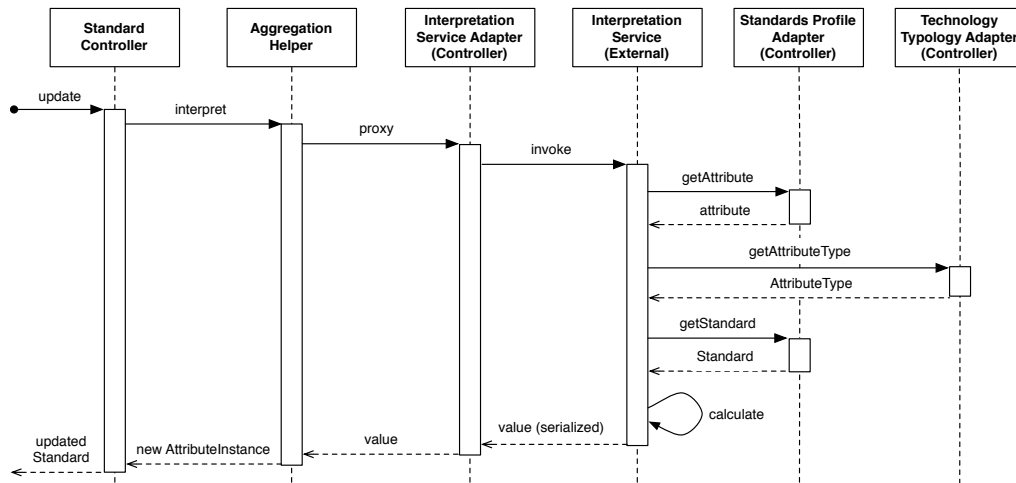 Standard
Controller
Aggregation
Helper
Interpretation
Service Adapter
(Controller)
Interpretation
Service
(External)
Standards Profile
Adapter
(Controller)
Technology
Typology Adapter
(Controller)
update
interpret
proxy
invoke
getAttribute
attribute
getAttributeType
AttributeType
getStandard
Standard
calculate
value (serialized)
value
new AttributeInstance
updated
Standard